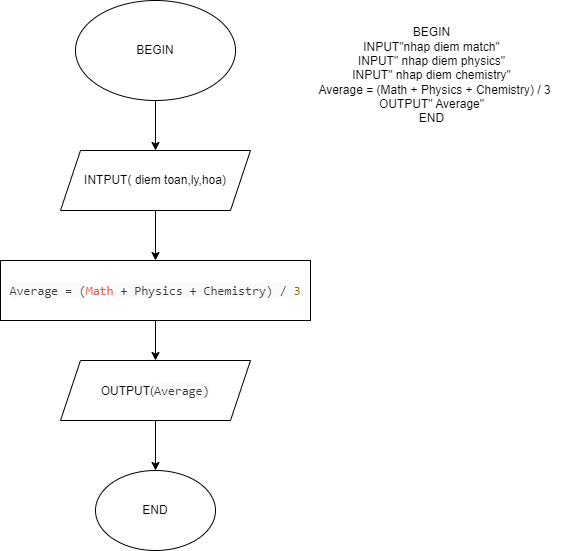 BEGIN
INTPUT( diem toan,ly,hoa)
Average = (Math + Physics + Chemistry) / 3
OUTPUT(Average)
END
BEGIN
INPUT"nhap diem match"
INPUT" nhap diem physics"
INPUT" nhap diem chemistry"
Average = (Math + Physics + Chemistry) / 3
OUTPUT" Average"
END